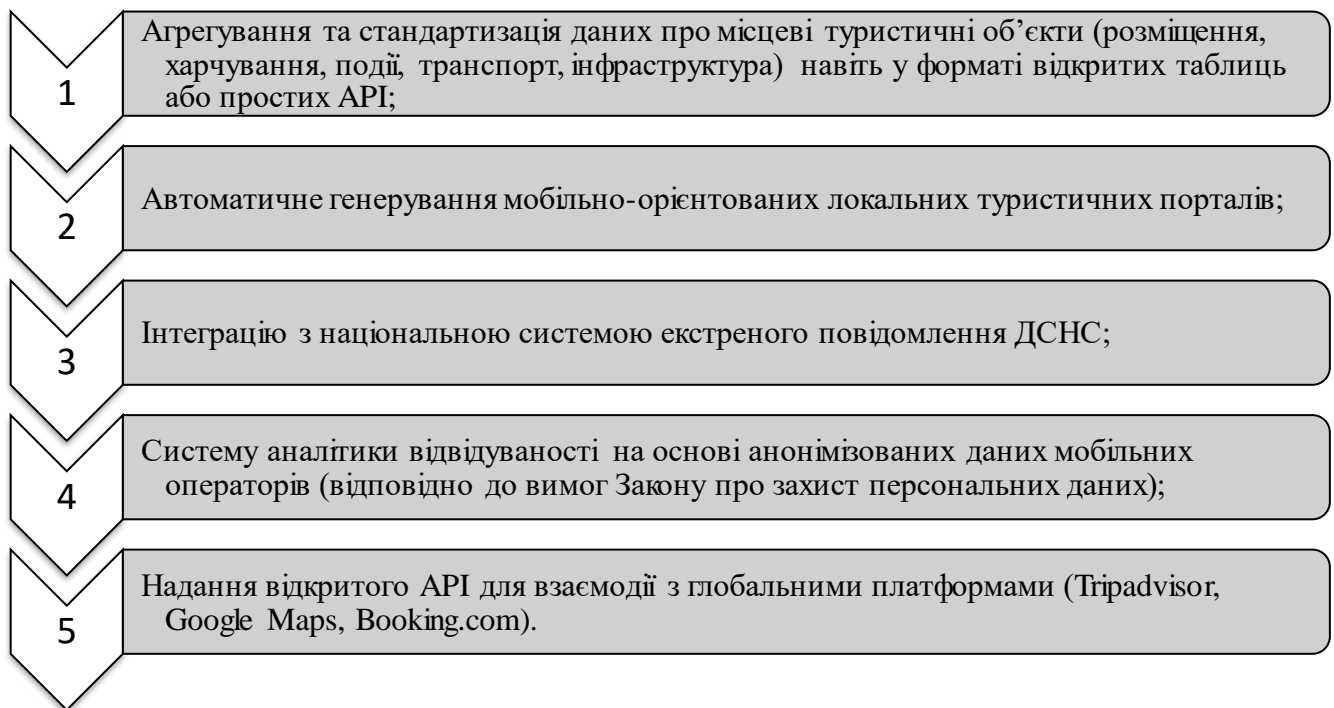 1
Агрегування та стандартизація даних про місцеві туристичні об’єкти (розміщення,
харчування, події, транспорт, інфраструктура) навіть у форматі відкритих таблиць
або простих API;
2
Автоматичне генерування мобільно-орієнтованих локальних туристичних порталів;
3
Інтеграцію з національною системою екстреного повідомлення ДСНС;
4
Систему аналітики відвідуваності на основі анонімізованих даних мобільних
операторів (відповідно до вимог Закону про захист персональних даних);
5
Надання відкритого API для взаємодії з глобальними платформами (Tripadvisor,
Google Maps, Booking.com).